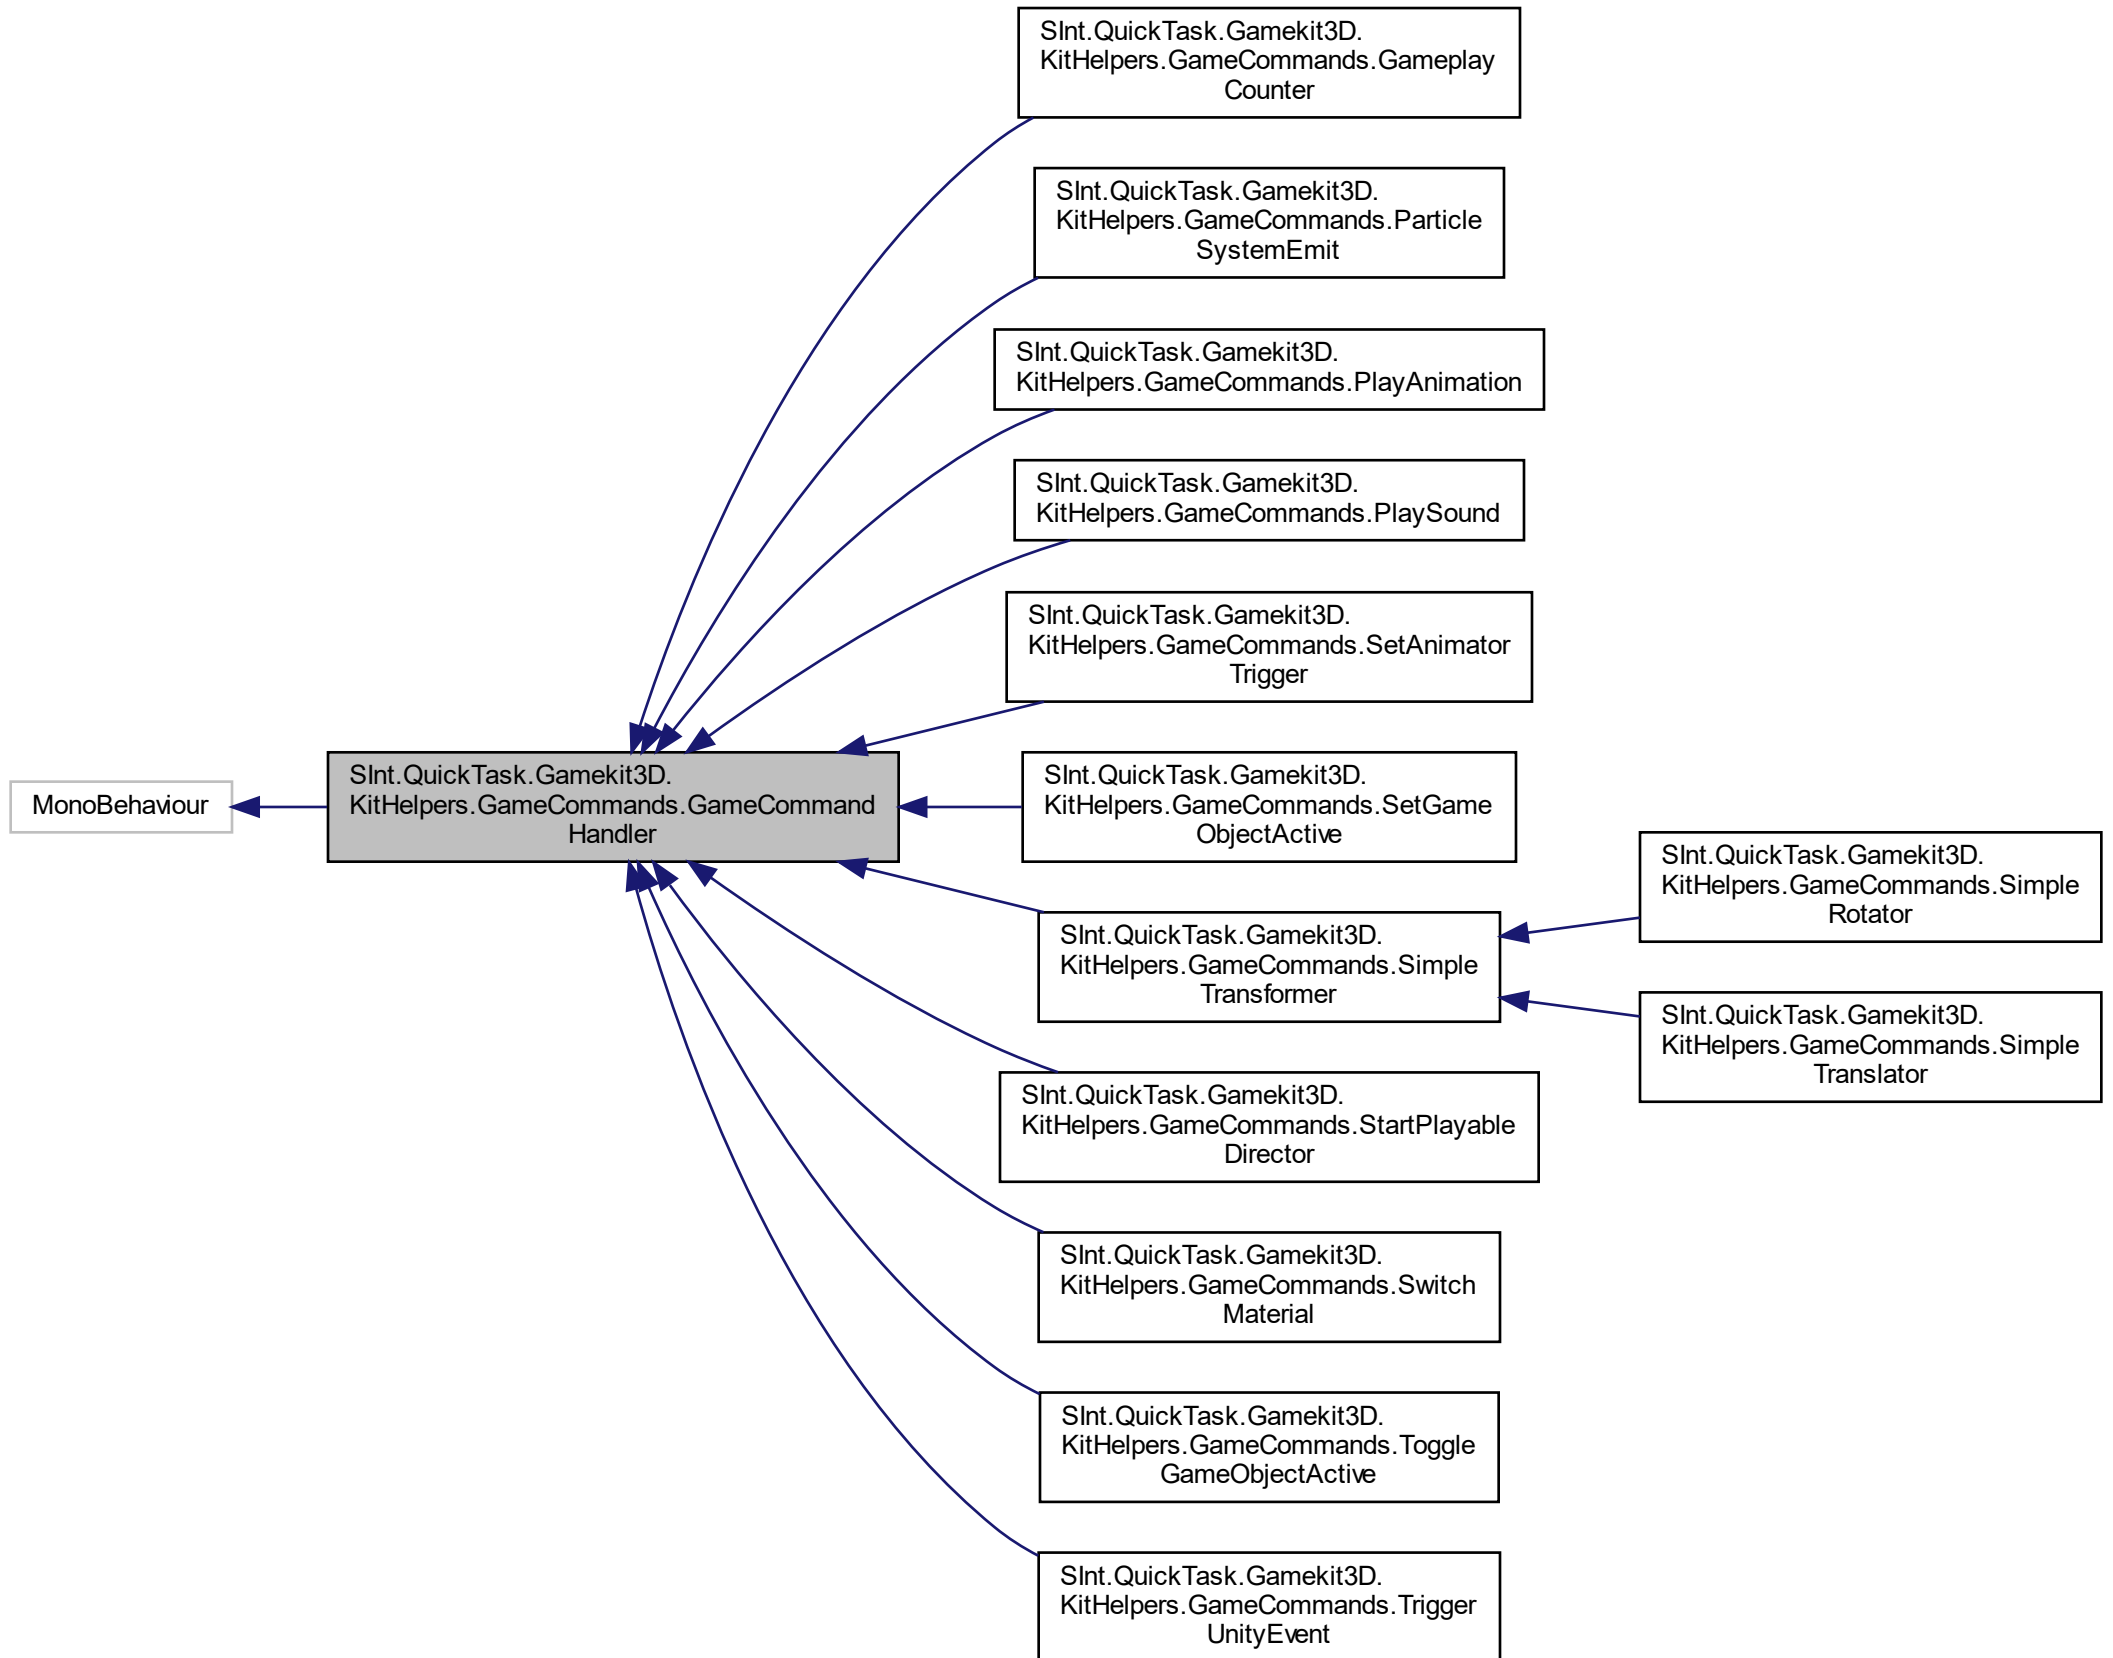 SInt.QuickTask.Gamekit3D.
KitHelpers.GameCommands.Gameplay
Counter
SInt.QuickTask.Gamekit3D.
KitHelpers.GameCommands.Particle
SystemEmit
SInt.QuickTask.Gamekit3D.
KitHelpers.GameCommands.PlayAnimation
SInt.QuickTask.Gamekit3D.
KitHelpers.GameCommands.PlaySound
SInt.QuickTask.Gamekit3D.
KitHelpers.GameCommands.SetAnimator
Trigger
MonoBehaviour
SInt.QuickTask.Gamekit3D.
KitHelpers.GameCommands.GameCommand
Handler
SInt.QuickTask.Gamekit3D.
KitHelpers.GameCommands.SetGame
ObjectActive
SInt.QuickTask.Gamekit3D.
KitHelpers.GameCommands.Simple
Transformer
SInt.QuickTask.Gamekit3D.
KitHelpers.GameCommands.Simple
Rotator
SInt.QuickTask.Gamekit3D.
KitHelpers.GameCommands.Simple
Translator
SInt.QuickTask.Gamekit3D.
KitHelpers.GameCommands.StartPlayable
Director
SInt.QuickTask.Gamekit3D.
KitHelpers.GameCommands.Switch
Material
SInt.QuickTask.Gamekit3D.
KitHelpers.GameCommands.Toggle
GameObjectActive
SInt.QuickTask.Gamekit3D.
KitHelpers.GameCommands.Trigger
UnityEvent